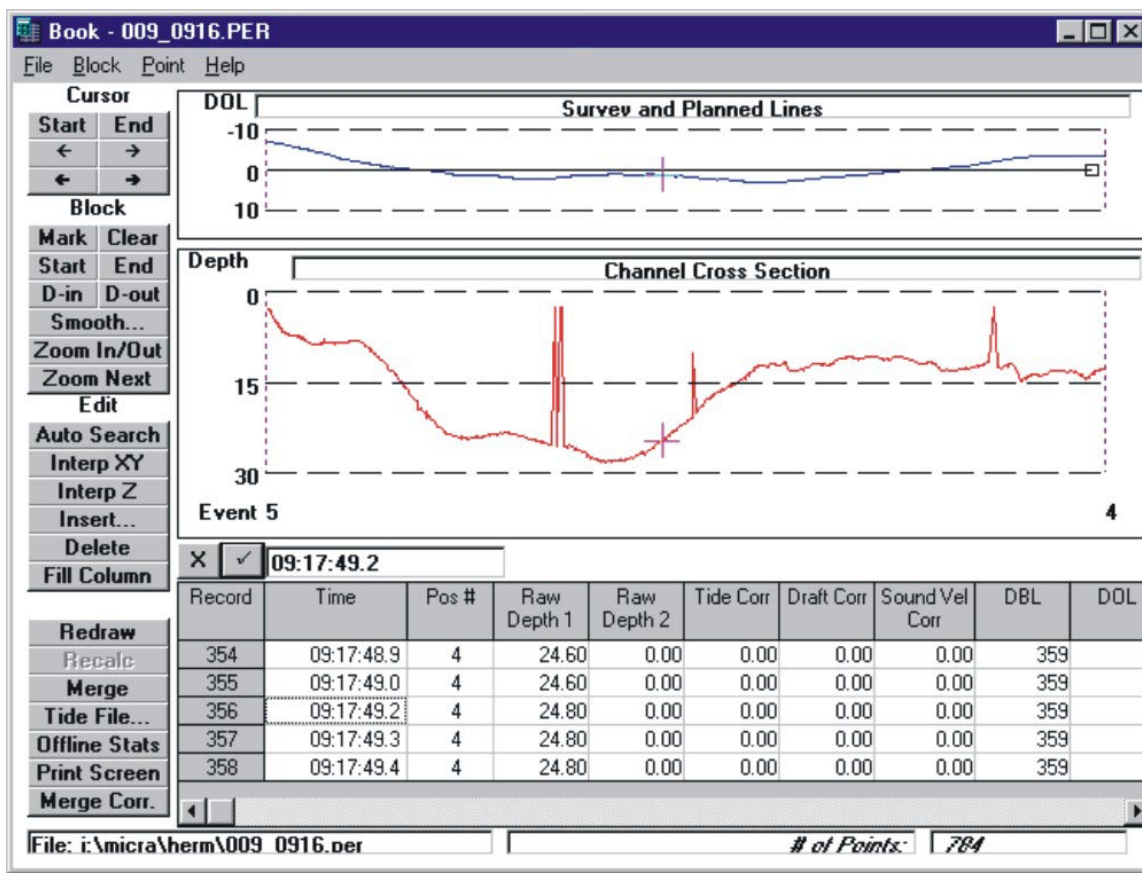 Book - 009_0916.PER
File Block Point Help
Cursor
Start End
← →
← →
Block
Mark Clear
Start End
D-in D-out
Smooth...
Zoom In/Out
Zoom Next
Edit
Auto Search
Interp XY
Interp Z
Insert...
Delete
Fill Column
Redraw
Recalc
Merge
Tide File...
Offline Stats
Print Screen
Merge Corr.
DOL Survey and Planned Lines
-10
0
10
Depth Channel Cross Section
0
15
30
Event 5 4
X ✓ 09:17:49.2
Record Time Pos # Raw Depth 1 Raw Depth 2 Tide Corr Draft Corr Sound Vel Corr DBL DOL
354 09:17:48.9 4 24.60 0.00 0.00 0.00 0.00 359
355 09:17:49.0 4 24.60 0.00 0.00 0.00 0.00 359
356 09:17:49.2 4 24.80 0.00 0.00 0.00 0.00 359
357 09:17:49.3 4 24.80 0.00 0.00 0.00 0.00 359
358 09:17:49.4 4 24.80 0.00 0.00 0.00 0.00 359
File: i:\micra\herm\009_0916.per # of Points: 784